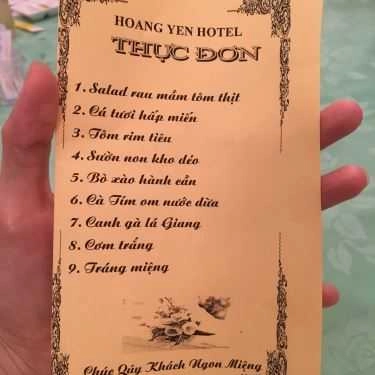 HOANG YEN HOTEL
THỰC ĐƠN
1. Salad rau mầm tôm thịt
2. Cá tươi hấp miến
3. Tôm rim tiêu
4. Sườn non kho dẻo
5. Bò xào hành cần
6. Cà Tím om nước dừa
7. Canh gà lá Giang
8. Cơm trắng
9. Tráng miệng
Chúc Qúy Khách Ngon Miệng